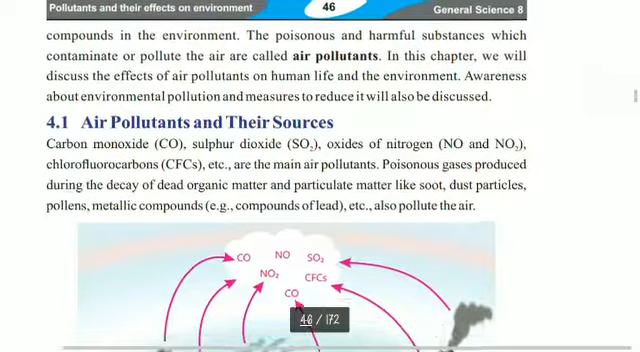 Pollutants and their effects on environment 46 General Science 8
compounds in the environment. The poisonous and harmful substances which
contaminate or pollute the air are called air pollutants. In this chapter, we will
discuss the effects of air pollutants on human life and the environment. Awareness
about environmental pollution and measures to reduce it will also be discussed.
4.1 Air Pollutants and Their Sources
Carbon monoxide (CO), sulphur dioxide (SO₂), oxides of nitrogen (NO and NO₂),
chlorofluorocarbons (CFCs), etc., are the main air pollutants. Poisonous gases produced
during the decay of dead organic matter and particulate matter like soot, dust particles,
pollens, metallic compounds (e.g., compounds of lead), etc., also pollute the air.
CO NO SO₂
NO₂ CFCs
CO
46 / 172